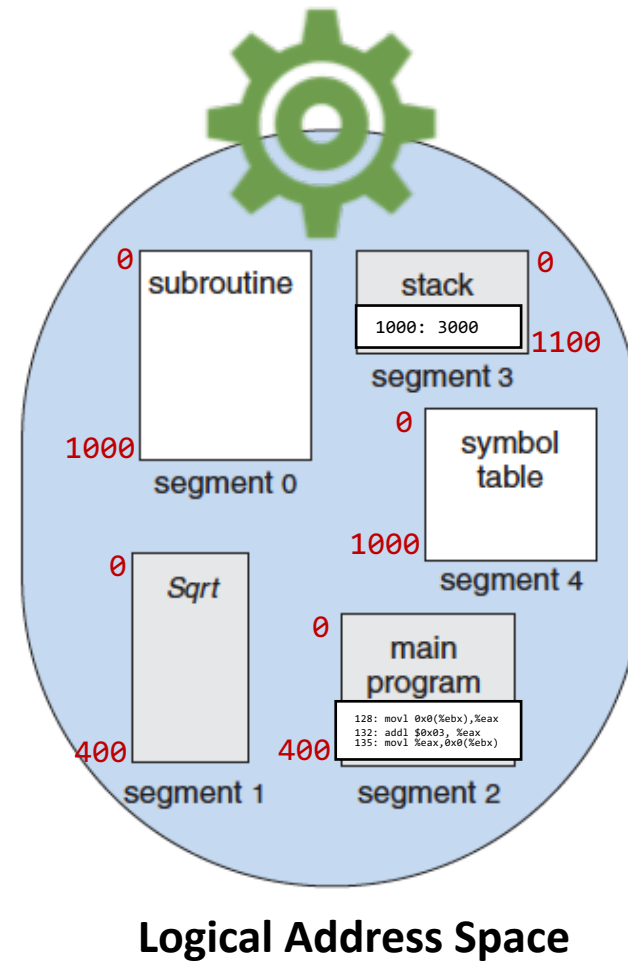 0
subroutine
1000
segment 0
0
stack
1000: 3000
1100
segment 3
0
symbol
table
1000
segment 4
0
Sqrt
400
segment 1
0
main
program
128: movl 0x0(%ebx),%eax
132: addl $0x03, %eax
135: movl %eax,0x0(%ebx)
400
segment 2
Logical Address Space